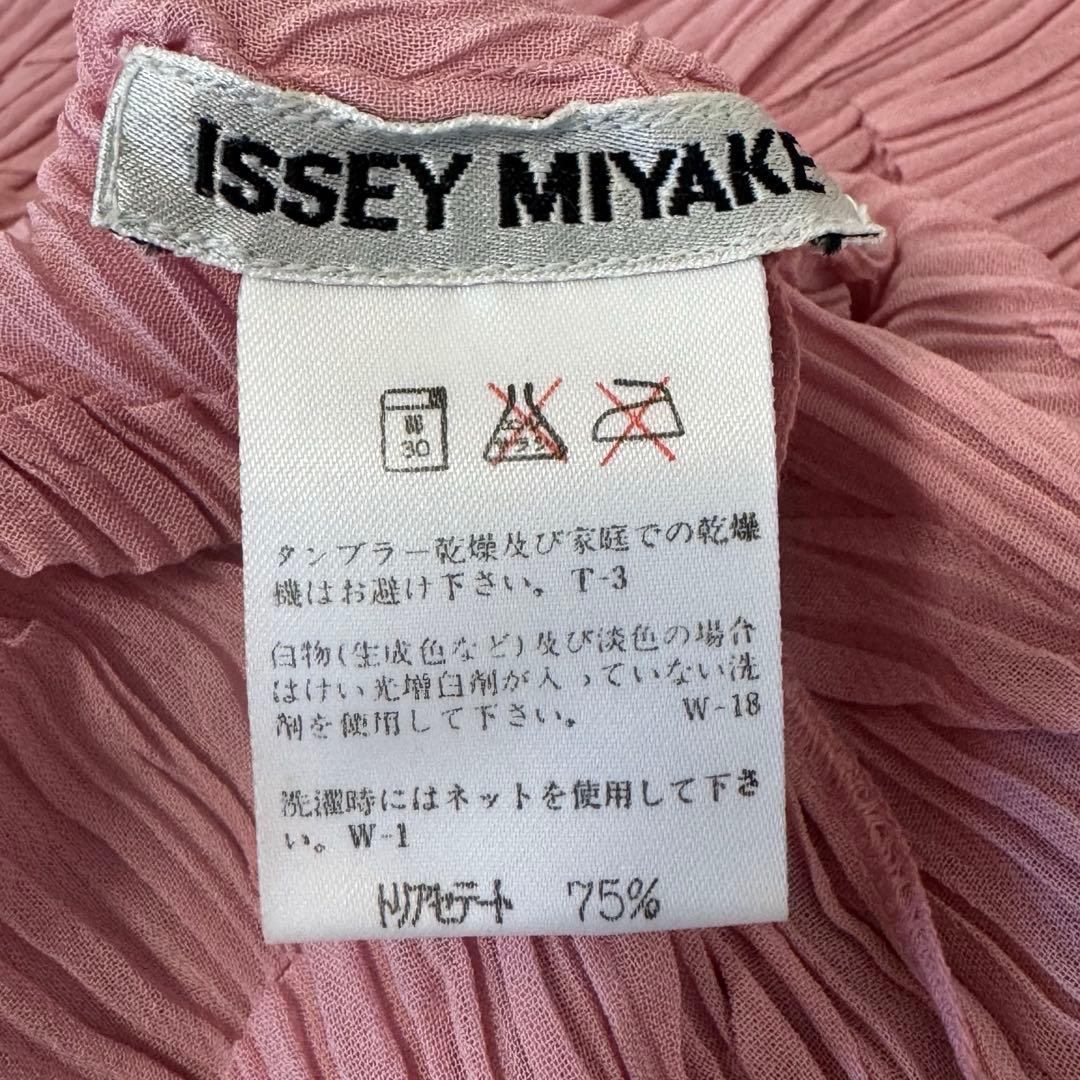 ISSEY MIYAKE
30
タンブラー乾燥及び家庭での乾燥
機はお避け下さい。T-3
白物(生成色など)及び淡色の場合
はけい光増白剤が入っていない洗
剤を使用して下さい。 W-18
洗濯時にはネットを使用して下さ
い。W-1
トリアセテート 75%